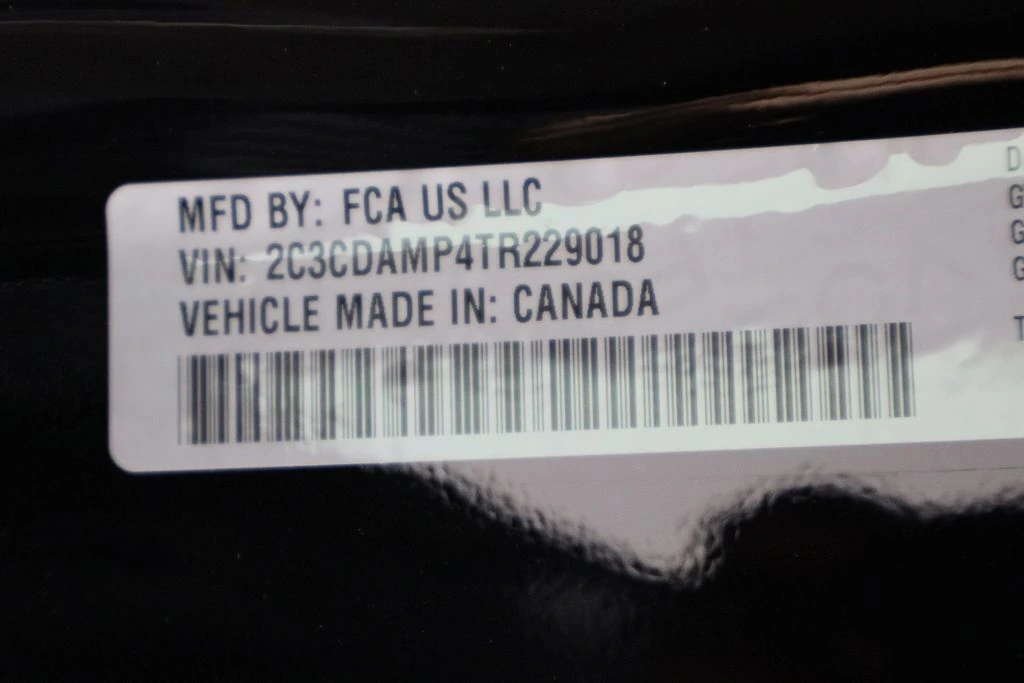 MFD BY: FCA US LLC
VIN: 2C3CDAMP4TR229018
VEHICLE MADE IN: CANADA